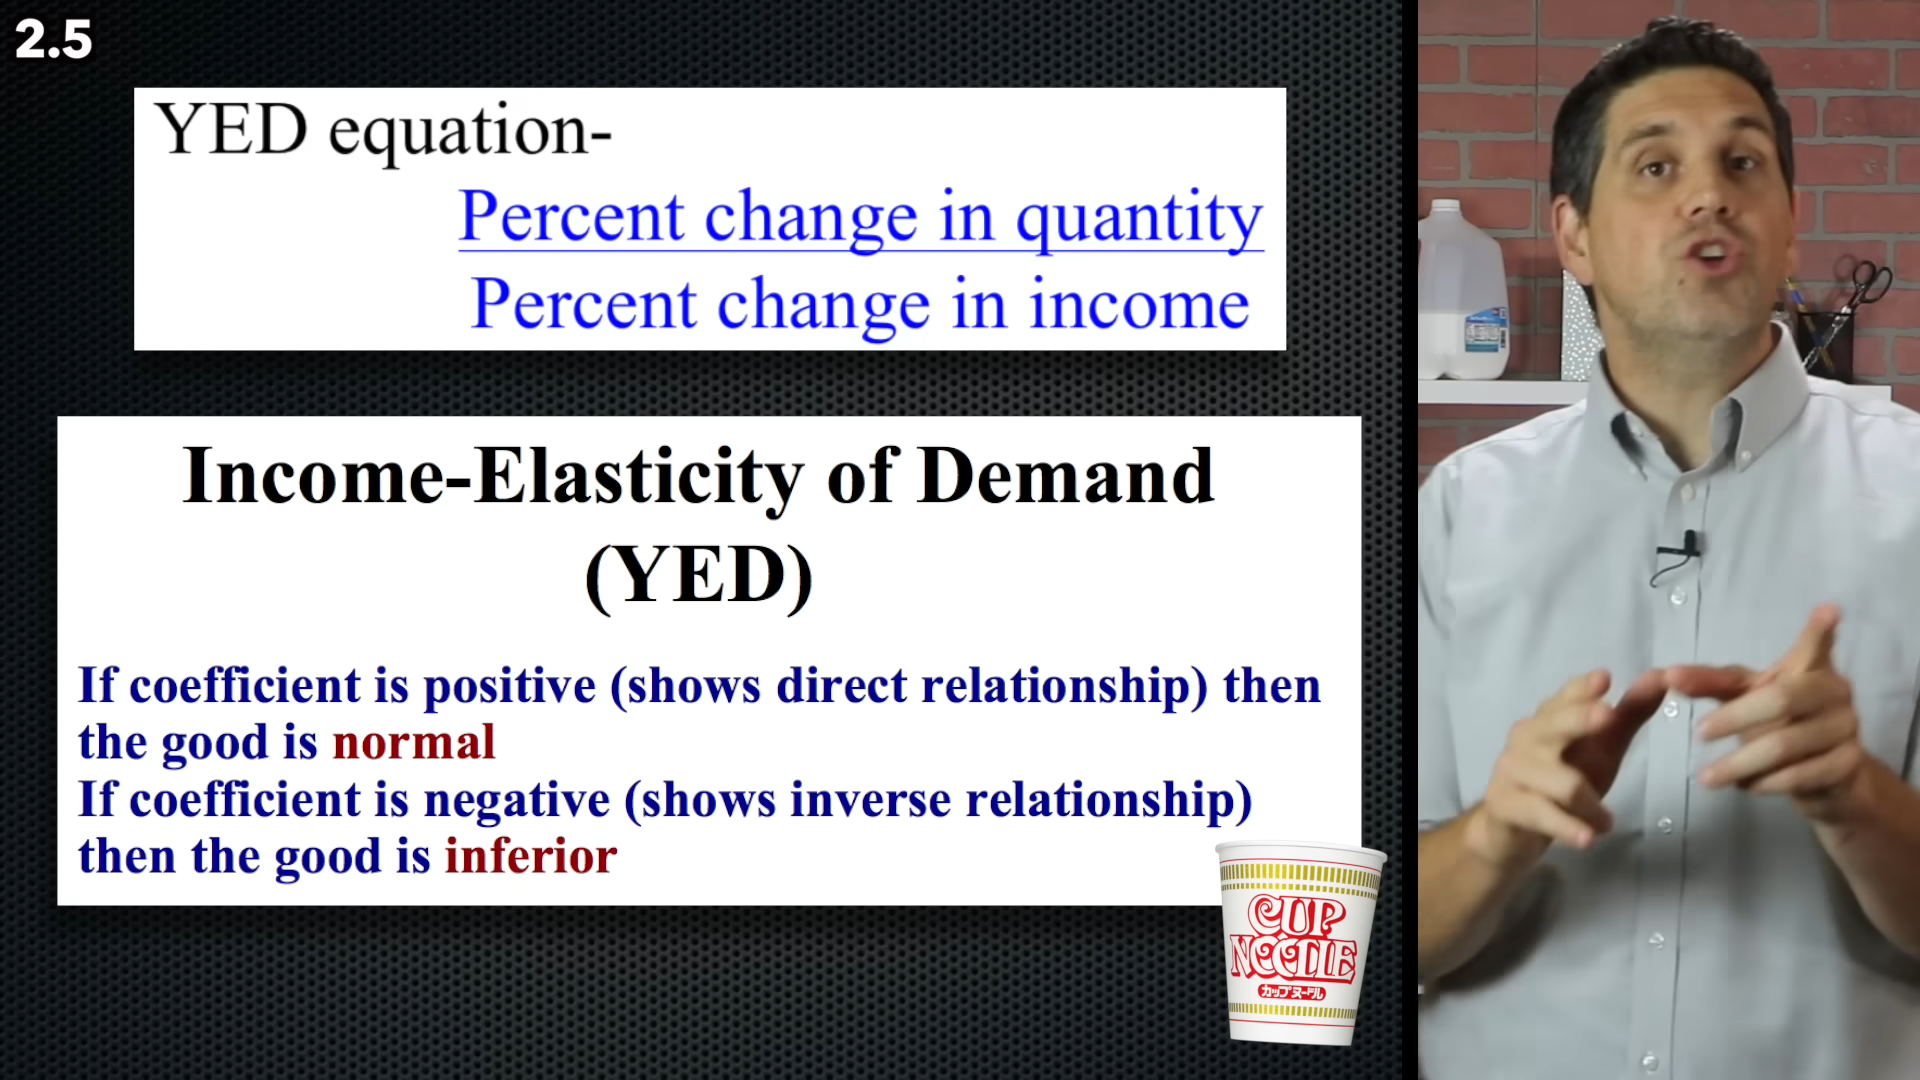 2.5
YED equation-
Percent change in quantity
Percent change in income
Income-Elasticity of Demand
(YED)
If coefficient is positive (shows direct relationship) then
the good is normal
If coefficient is negative (shows inverse relationship)
then the good is inferior
CUP
NOODLE
カップヌードル